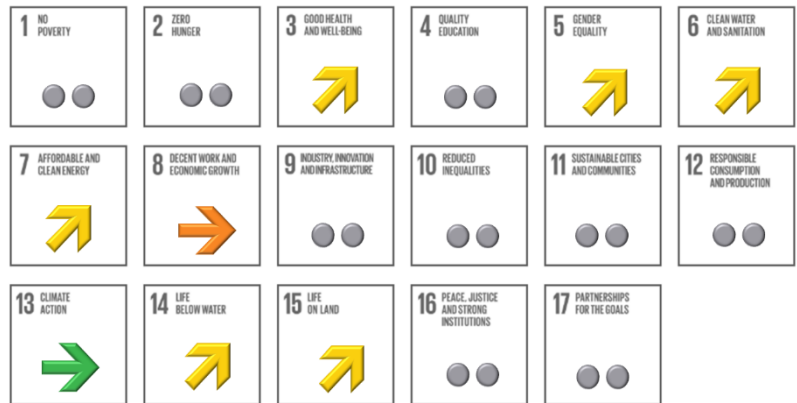 1 NO
POVERTY
2 ZERO
HUNGER
3 GOOD HEALTH
AND WELL-BEING
4 QUALITY
EDUCATION
5 GENDER
EQUALITY
6 CLEAN WATER
AND SANITATION
7 AFFORDABLE AND
CLEAN ENERGY
8 DECENT WORK AND
ECONOMIC GROWTH
9 INDUSTRY, INNOVATION
AND INFRASTRUCTURE
10 REDUCED
INEQUALITIES
11 SUSTAINABLE CITIES
AND COMMUNITIES
12 RESPONSIBLE
CONSUMPTION
AND PRODUCTION
13 CLIMATE
ACTION
14 LIFE
BELOW WATER
15 LIFE
ON LAND
16 PEACE, JUSTICE
AND STRONG
INSTITUTIONS
17 PARTNERSHIPS
FOR THE GOALS